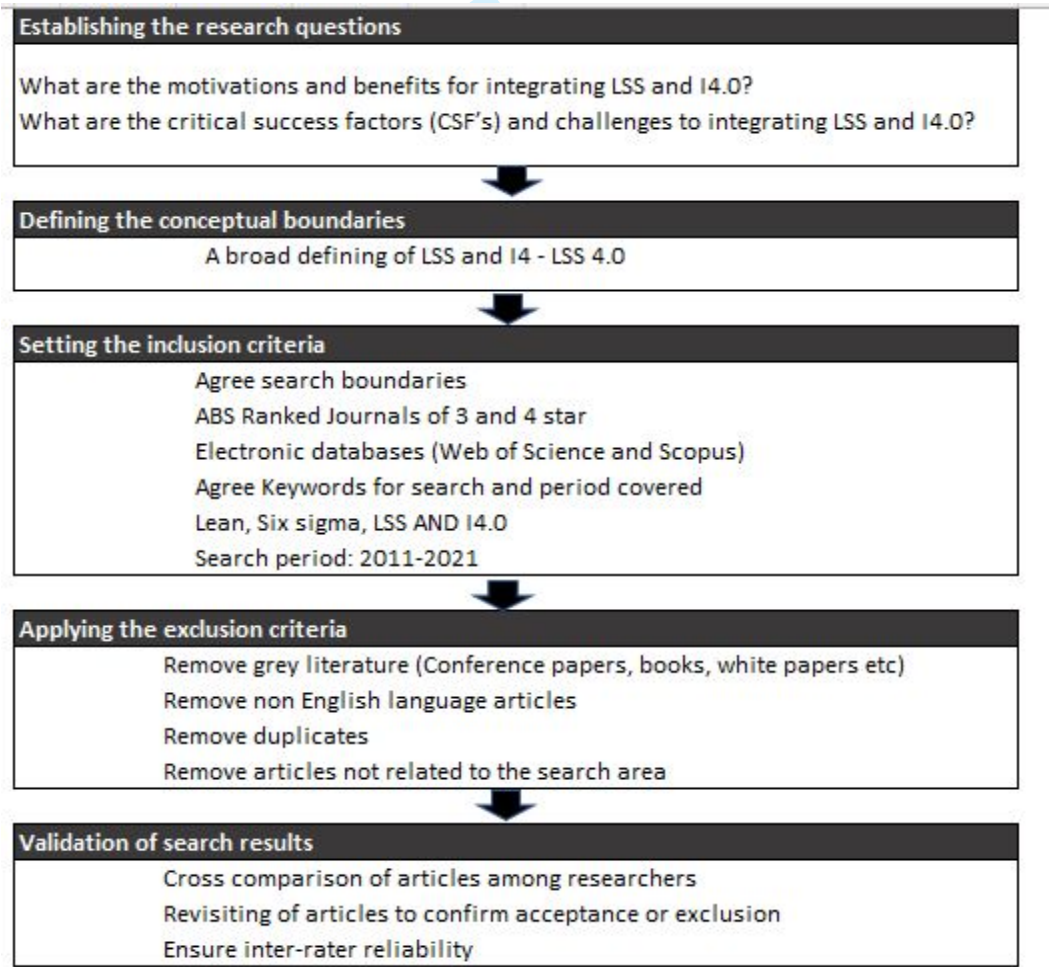 Establishing the research questions
What are the motivations and benefits for integrating LSS and I4.0?
What are the critical success factors (CSF's) and challenges to integrating LSS and I4.0?
Defining the conceptual boundaries
A broad defining of LSS and I4 - LSS 4.0
Setting the inclusion criteria
Agree search boundaries
ABS Ranked Journals of 3 and 4 star
Electronic databases (Web of Science and Scopus)
Agree Keywords for search and period covered
Lean, Six sigma, LSS AND I4.0
Search period: 2011-2021
Applying the exclusion criteria
Remove grey literature (Conference papers, books, white papers etc)
Remove non English language articles
Remove duplicates
Remove articles not related to the search area
Validation of search results
Cross comparison of articles among researchers
Revisiting of articles to confirm acceptance or exclusion
Ensure inter-rater reliability